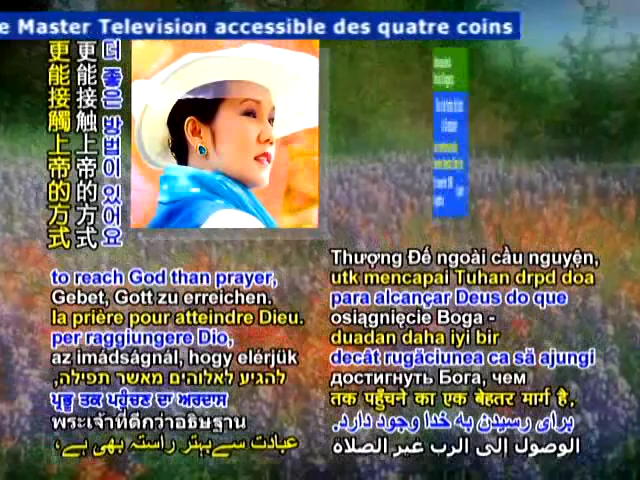 e Master Television accessible des quatre coins
더 좋은 방법이 있어요
更能接触上帝的方式
更能接觸上帝的方式
to reach God than prayer,
Gebet, Gott zu erreichen.
la prière pour atteindre Dieu.
per raggiungere Dio,
az imádságnál, hogy elérjük
להגיע לאלוהים מאשר תפילה,
ਪ੍ਰਭੂ ਤਕ ਪਹੁੰਚਣ ਦਾ ਅਰਦਾਸ
พระเจ้าที่ดีกว่าอธิษฐาน
عبادت سے بہتر راستہ بھی ہے،
Thượng Đế ngoài cầu nguyện,
utk mencapai Tuhan drpd doa
para alcançar Deus do que
osiągnięcie Boga -
duadan daha iyi bir
decât rugăciunea ca să ajungi
достигнуть Бога, чем
तक पहुँचने का एक बेहतर मार्ग है,
برای رسیدن به خدا وجود دارد.
الوصول إلى الرب غير الصلاة